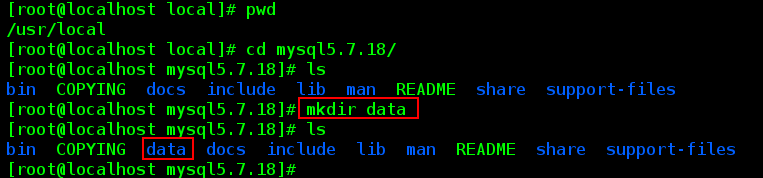 [root@localhost local]# pwd
/usr/local
[root@localhost local]# cd mysql5.7.18/
[root@localhost mysql5.7.18]# ls
bin COPYING docs include lib man README share support-files
[root@localhost mysql5.7.18]# mkdir data
[root@localhost mysql5.7.18]# ls
bin COPYING data docs include lib man README share support-files
[root@localhost mysql5.7.18]#